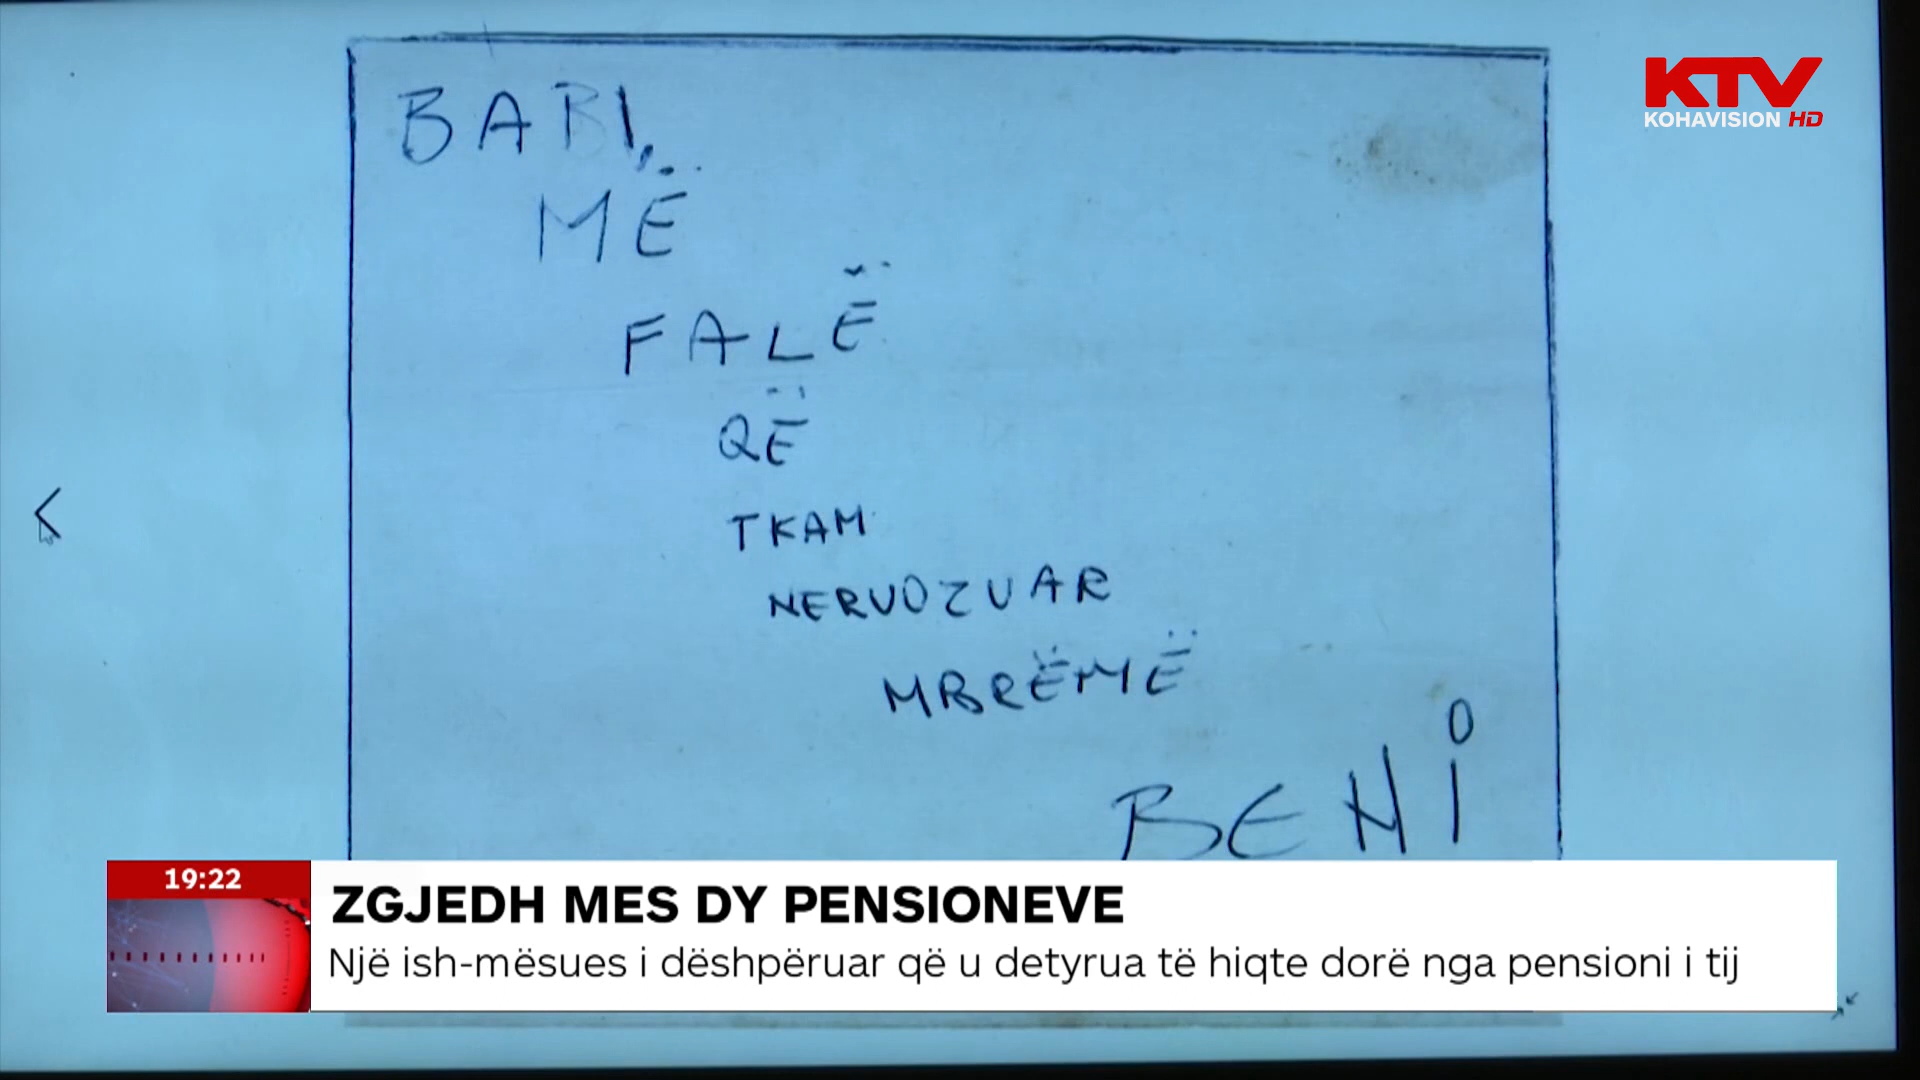 KTV
KOHAVISION HD
BABI,
MË
FALË
QË
TKAM
NERVOZUAR
MBRËMË
BENI
19:22
ZGJEDH MES DY PENSIONEVE
Një ish-mësues i dëshpëruar që u detyrua të hiqte dorë nga pensioni i tij